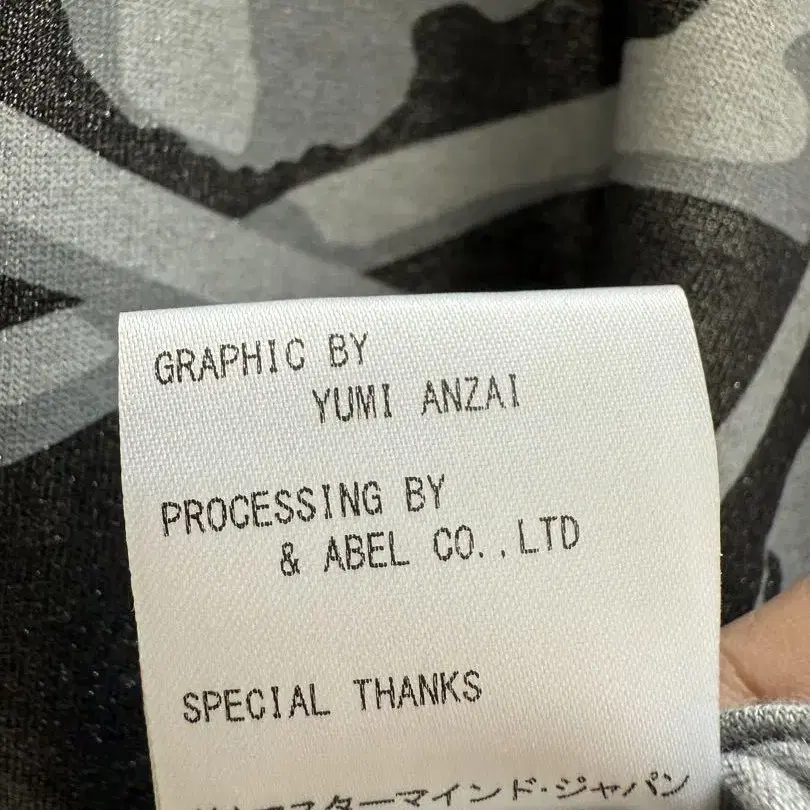 GRAPHIC BY
YUMI ANZAI
PROCESSING BY
& ABEL CO.,LTD
SPECIAL THANKS
マスターマインド・ジャパン